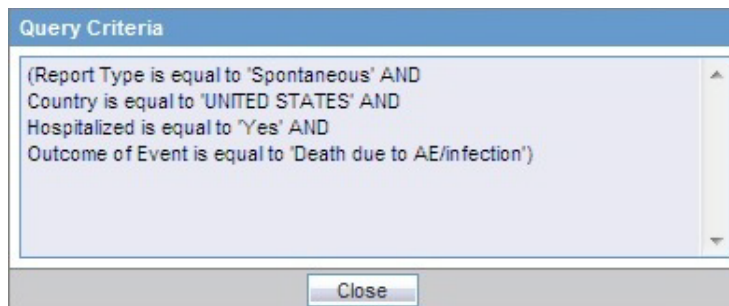 Query Criteria
(Report Type is equal to 'Spontaneous' AND
Country is equal to 'UNITED STATES' AND
Hospitalized is equal to 'Yes' AND
Outcome of Event is equal to 'Death due to AE/infection')
Close